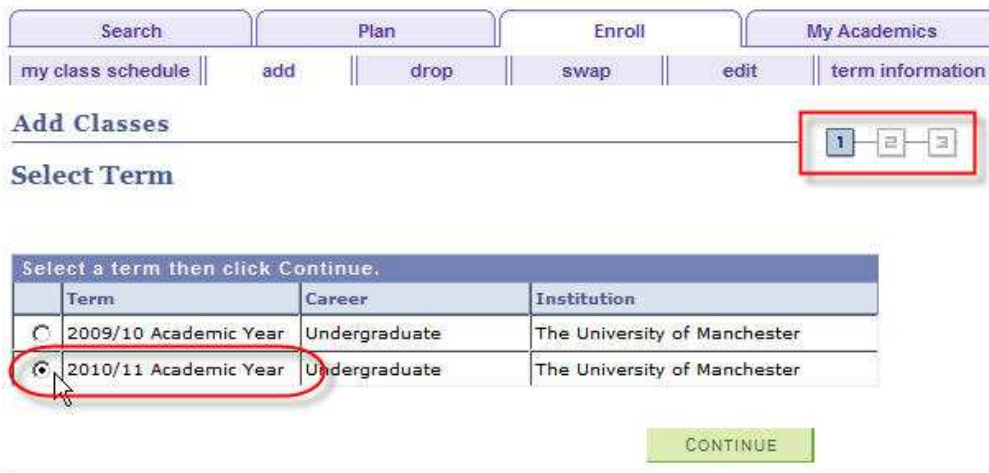 Search Plan Enroll My Academics
my class schedule add drop swap edit term information
Add Classes
1 2 3
Select Term
Select a term then click Continue.
Term Career Institution
2009/10 Academic Year Undergraduate The University of Manchester
2010/11 Academic Year Undergraduate The University of Manchester
CONTINUE